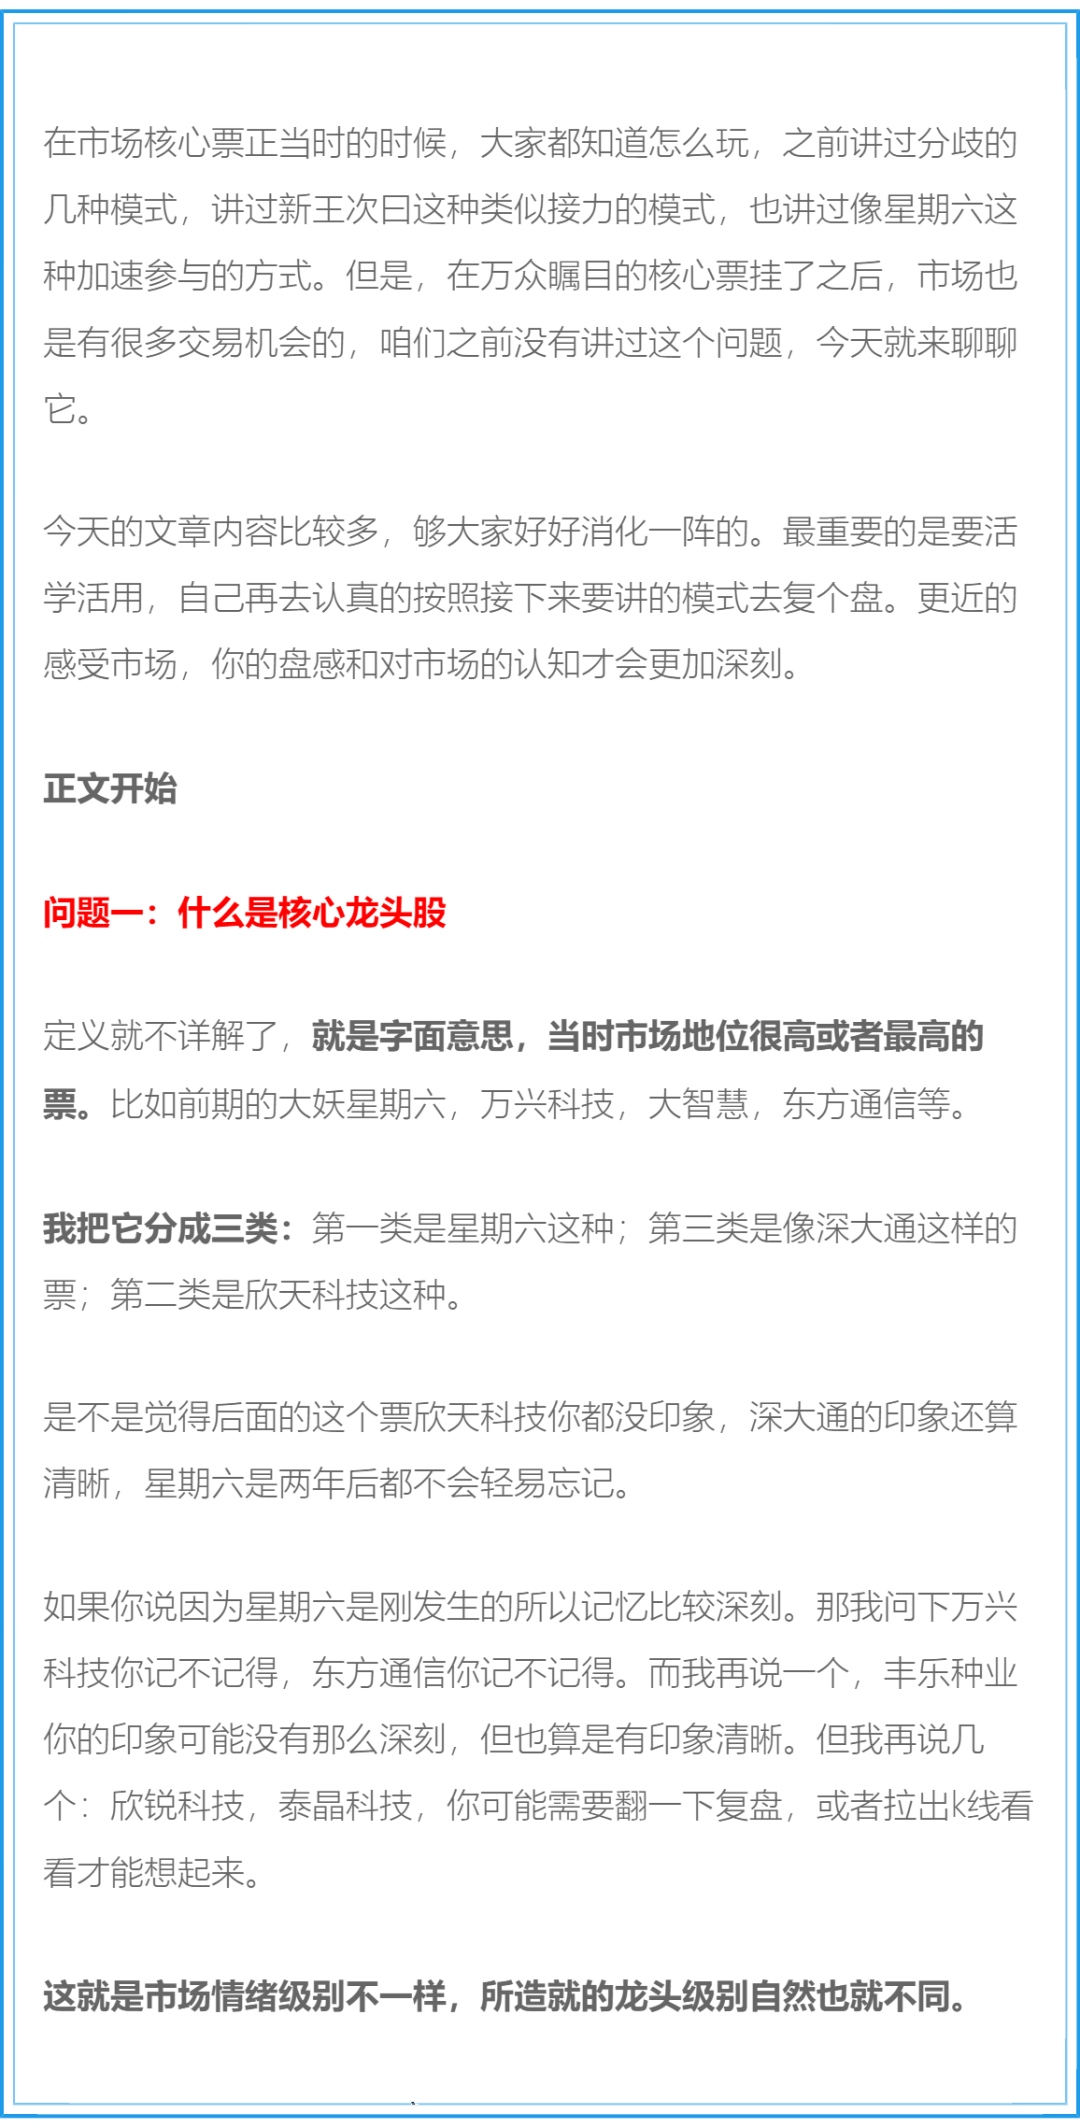 在市场核心票正当时的时候，大家都知道怎么玩，之前讲过分歧的
几种模式，讲过新王次曰这种类似接力的模式，也讲过像星期六这
种加速参与的方式。但是，在万众瞩目的核心票挂了之后，市场也
是有很多交易机会的，咱们之前没有讲过这个问题，今天就来聊聊
它。
今天的文章内容比较多，够大家好好消化一阵的。最重要的是要活
学活用，自己再去认真的按照接下来要讲的模式去复个盘。更近的
感受市场，你的盘感和对市场的认知才会更加深刻。
正文开始
问题一：什么是核心龙头股
定义就不详解了，就是字面意思，当时市场地位很高或者最高的
票。比如前期的大妖星期六，万兴科技，大智慧，东方通信等。
我把它分成三类：第一类是星期六这种；第三类是像深大通这样的
票；第二类是欣天科技这种。
是不是觉得后面的这个票欣天科技你都没印象，深大通的印象还算
清晰，星期六是两年后都不会轻易忘记。
如果你说因为星期六是刚发生的所以记忆比较深刻。那我问下万兴
科技你记不记得，东方通信你记不记得。而我再说一个，丰乐种业
你的印象可能没有那么深刻，但也算是有印象清晰。但我再说几
个：欣锐科技，泰晶科技，你可能需要翻一下复盘，或者拉出k线看
看才能想起来。
这就是市场情绪级别不一样，所造就的龙头级别自然也就不同。